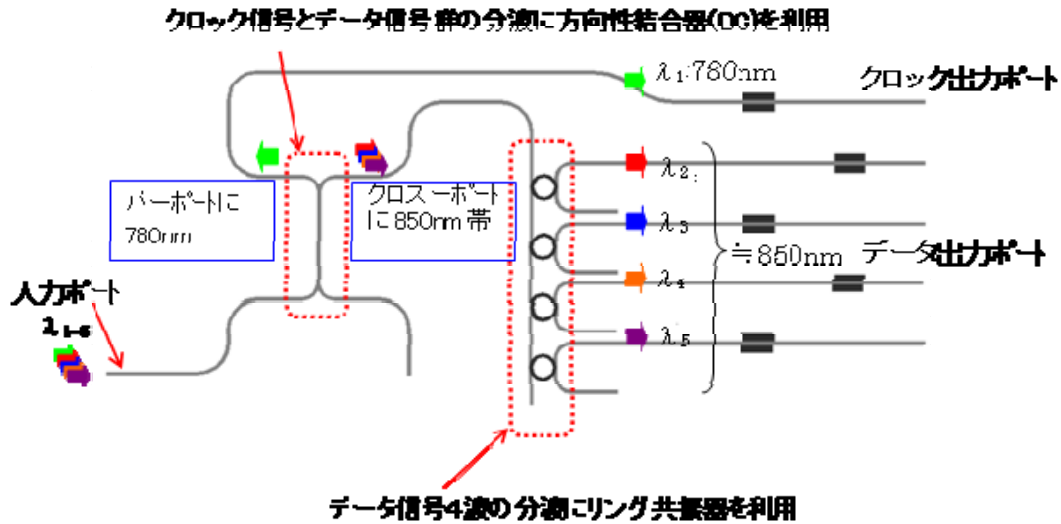 クロック信号とデータ信号群の分波に方向性結合器(DC)を利用
λ₁:780nm
クロック出力ポート
バーポートに
780nm
クロスーポート
に850nm帯
λ₂:
λ₃
λ₄
λ.₅
≒850nm
データ出力ポート
入力ポート
λ₁₋₅
データ信号4波の分波にリング共振器を利用